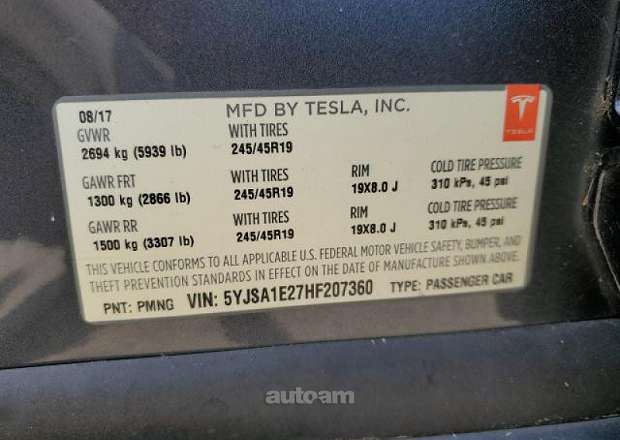 08/17 MFD BY TESLA, INC.
TESLA
GVWR WITH TIRES
2694 kg (5939 lb) 245/45R19
GAWR FRT WITH TIRES RIM COLD TIRE PRESSURE
1300 kg (2866 lb) 245/45R19 19X8.0 J 310 kPs, 45 psi
GAWR RR WITH TIRES RIM COLD TIRE PRESSURE
1500 kg (3307 lb) 245/45R19 19X8.0 J 310 kPs, 45 psi
THIS VEHICLE CONFORMS TO ALL APPLICABLE U.S. FEDERAL MOTOR VEHICLE SAFETY, BUMPER, AND
THEFT PREVENTION STANDARDS IN EFFECT ON THE DATE OF MANUFACTURE SHOWN ABOVE.
PNT: PMNG VIN: 5YJSA1E27HF207360 TYPE: PASSENGER CAR
autoam